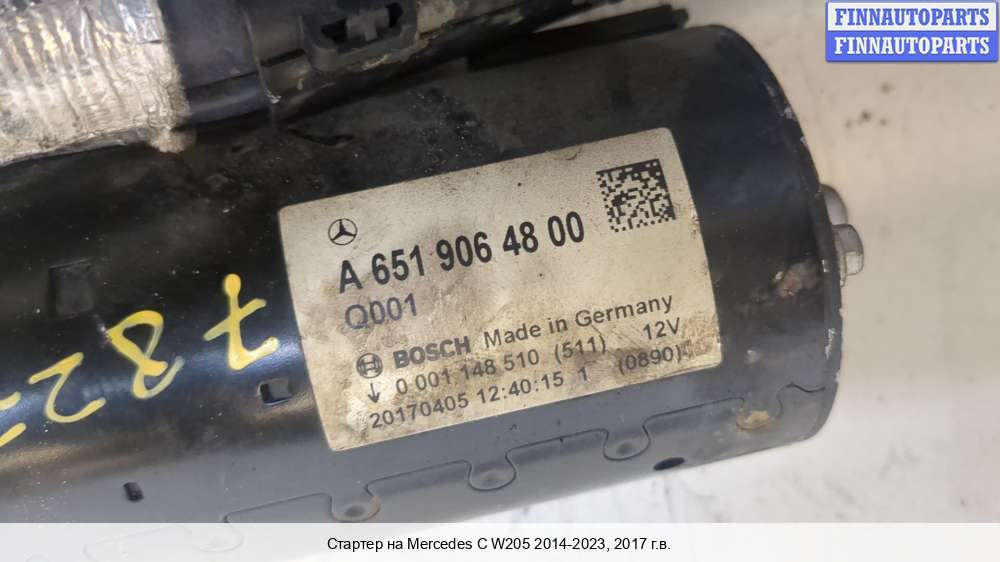 FINNAUTOPARTS
FINNAUTOPARTS
A 651 906 48 00
Q001
BOSCH Made in Germany
0 001 148 510 (511) 12V
20170405 12:40:15 1 (0890)
Стартер на Mercedes C W205 2014-2023, 2017 г.в.